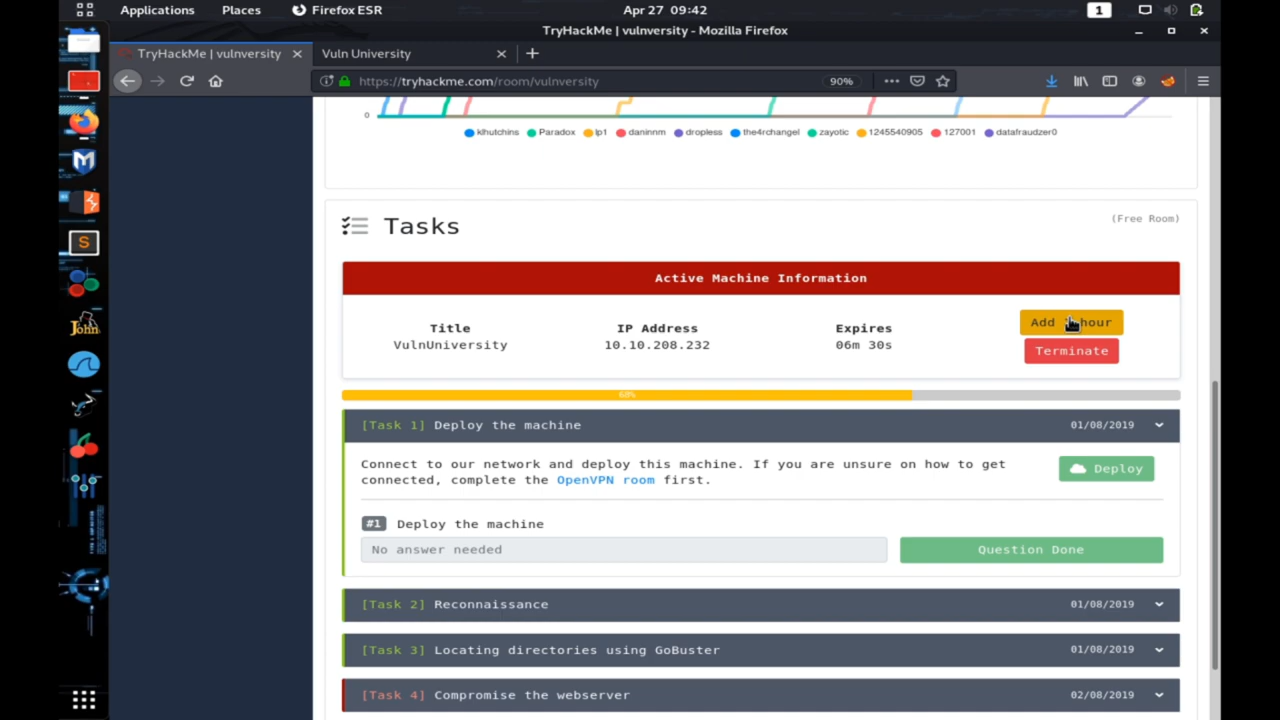 Applications Places Firefox ESR Apr 27 09:42 1
TryHackMe | vulnversity - Mozilla Firefox
TryHackMe | vulnversity Vuln University
https://tryhackme.com/room/vulnversity 90%
0
klhutchins Paradox lp1 daninnm dropless the4rchangel zayotic 1245540905 127001 datafraudzer0
Tasks (Free Room)
Active Machine Information
Title IP Address Expires
VulnUniversity 10.10.208.232 06m 30s
Add hour
Terminate
68%
[Task 1] Deploy the machine 01/08/2019
Connect to our network and deploy this machine. If you are unsure on how to get
connected, complete the OpenVPN room first.
Deploy
#1 Deploy the machine
No answer needed Question Done
[Task 2] Reconnaissance 01/08/2019
[Task 3] Locating directories using GoBuster 01/08/2019
[Task 4] Compromise the webserver 02/08/2019
S
M
John